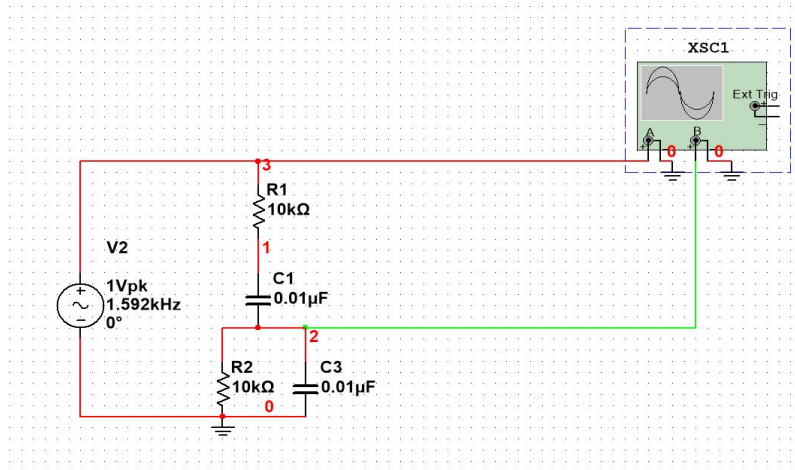 XSC1
Ext Trig
+
−
A
B
+
−
0
+
−
0
3
R1
10kΩ
1
V2
+
1Vpk
1.592kHz
−
0°
C1
0.01µF
2
R2
10kΩ
C3
0.01µF
0